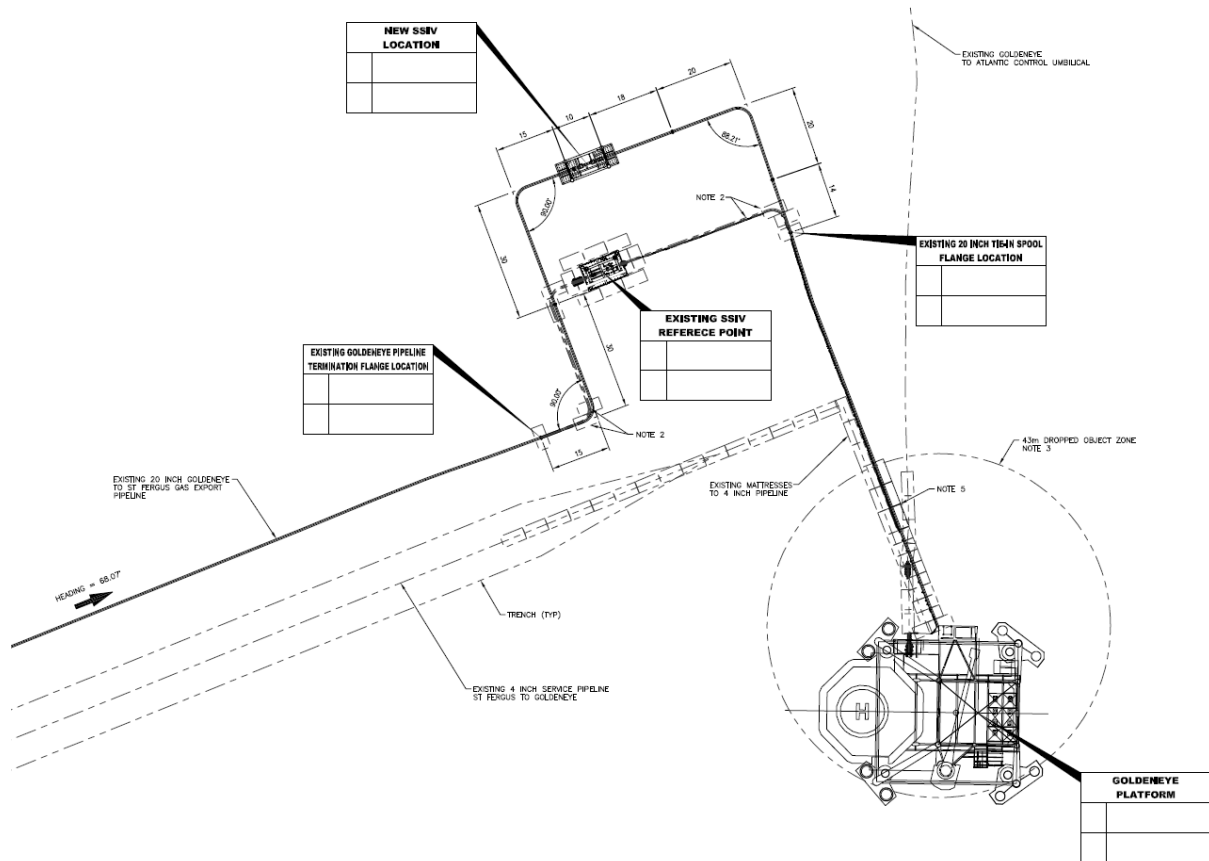 NEW SSIV
LOCATION
EXISTING GOLDENEYE
TO ATLANTIC CONTROL UMBILICAL
20
18
10
15
20
68.21°
14
NOTE 2
90.00°
30
EXISTING 20 INCH TIE-IN SPOOL
FLANGE LOCATION
EXISTING SSIV
REFERECE POINT
30
EXISTING GOLDENEYE PIPELINE
TERMINATION FLANGE LOCATION
90.00°
NOTE 2
15
43m DROPPED OBJECT ZONE
NOTE 3
EXISTING 20 INCH GOLDENEYE
TO ST FERGUS GAS EXPORT
PIPELINE
EXISTING MATTRESSES
TO 4 INCH PIPELINE
NOTE 5
HEADING = 68.07°
TRENCH (TYP)
EXISTING 4 INCH SERVICE PIPELINE
ST FERGUS TO GOLDENEYE
H
GOLDENEYE
PLATFORM